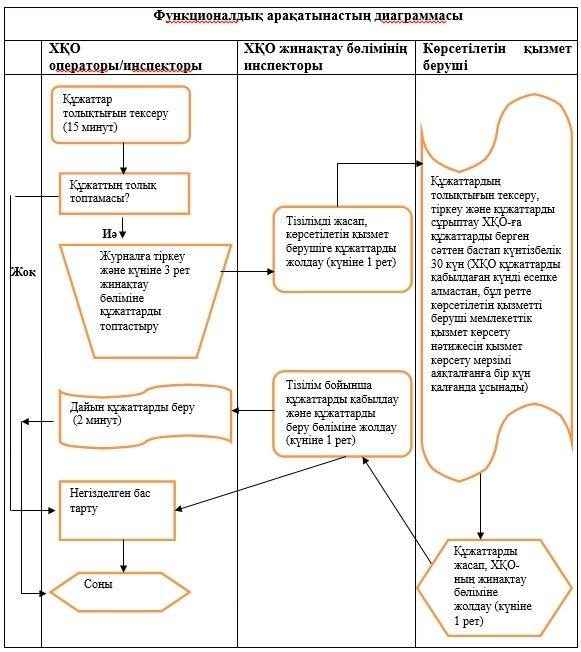 Функционалдық арақатынастың диаграммасы
ХҚО
операторы/инспекторы
ХҚО жинақтау бөлімінің
инспекторы
Көрсетілетін қызмет
беруші
Құжаттар
толықтығын тексеру
(15 минут)
Құжаттың толық
топтамасы?
Иә
Жоқ
Журналға тіркеу
және күніне 3 рет
жинақтау
бөліміне
құжаттарды
топтастыру
Тізілімді жасап,
көрсетілетін қызмет
берушіге құжаттарды
жолдау (күніне 1 рет)
Құжаттардың
толықтығын тексеру,
тіркеу және құжаттарды
сұрыптау ХҚО-ға
құжаттарды берген
сәттен бастап күнтізбелік
30 күн (ХҚО құжаттарды
қабылдаған күнді есепке
алмастан, бұл ретте
көрсетілетін қызметті
беруші мемлекеттік
қызмет көрсету
нәтижесін қызмет
көрсету мерзімі
аяқталғанға бір күн
қалғанда ұсынады)
Тізілім бойынша
құжаттарды қабылдау
және құжаттарды
беру бөліміне жолдау
(күніне 1 рет)
Дайын құжаттарды беру
(2 минут)
Негізделген бас
тарту
Соңы
Құжаттарды
жасап, ХҚО-
ның жинақтау
бөліміне
жолдау (күніне
1 рет)